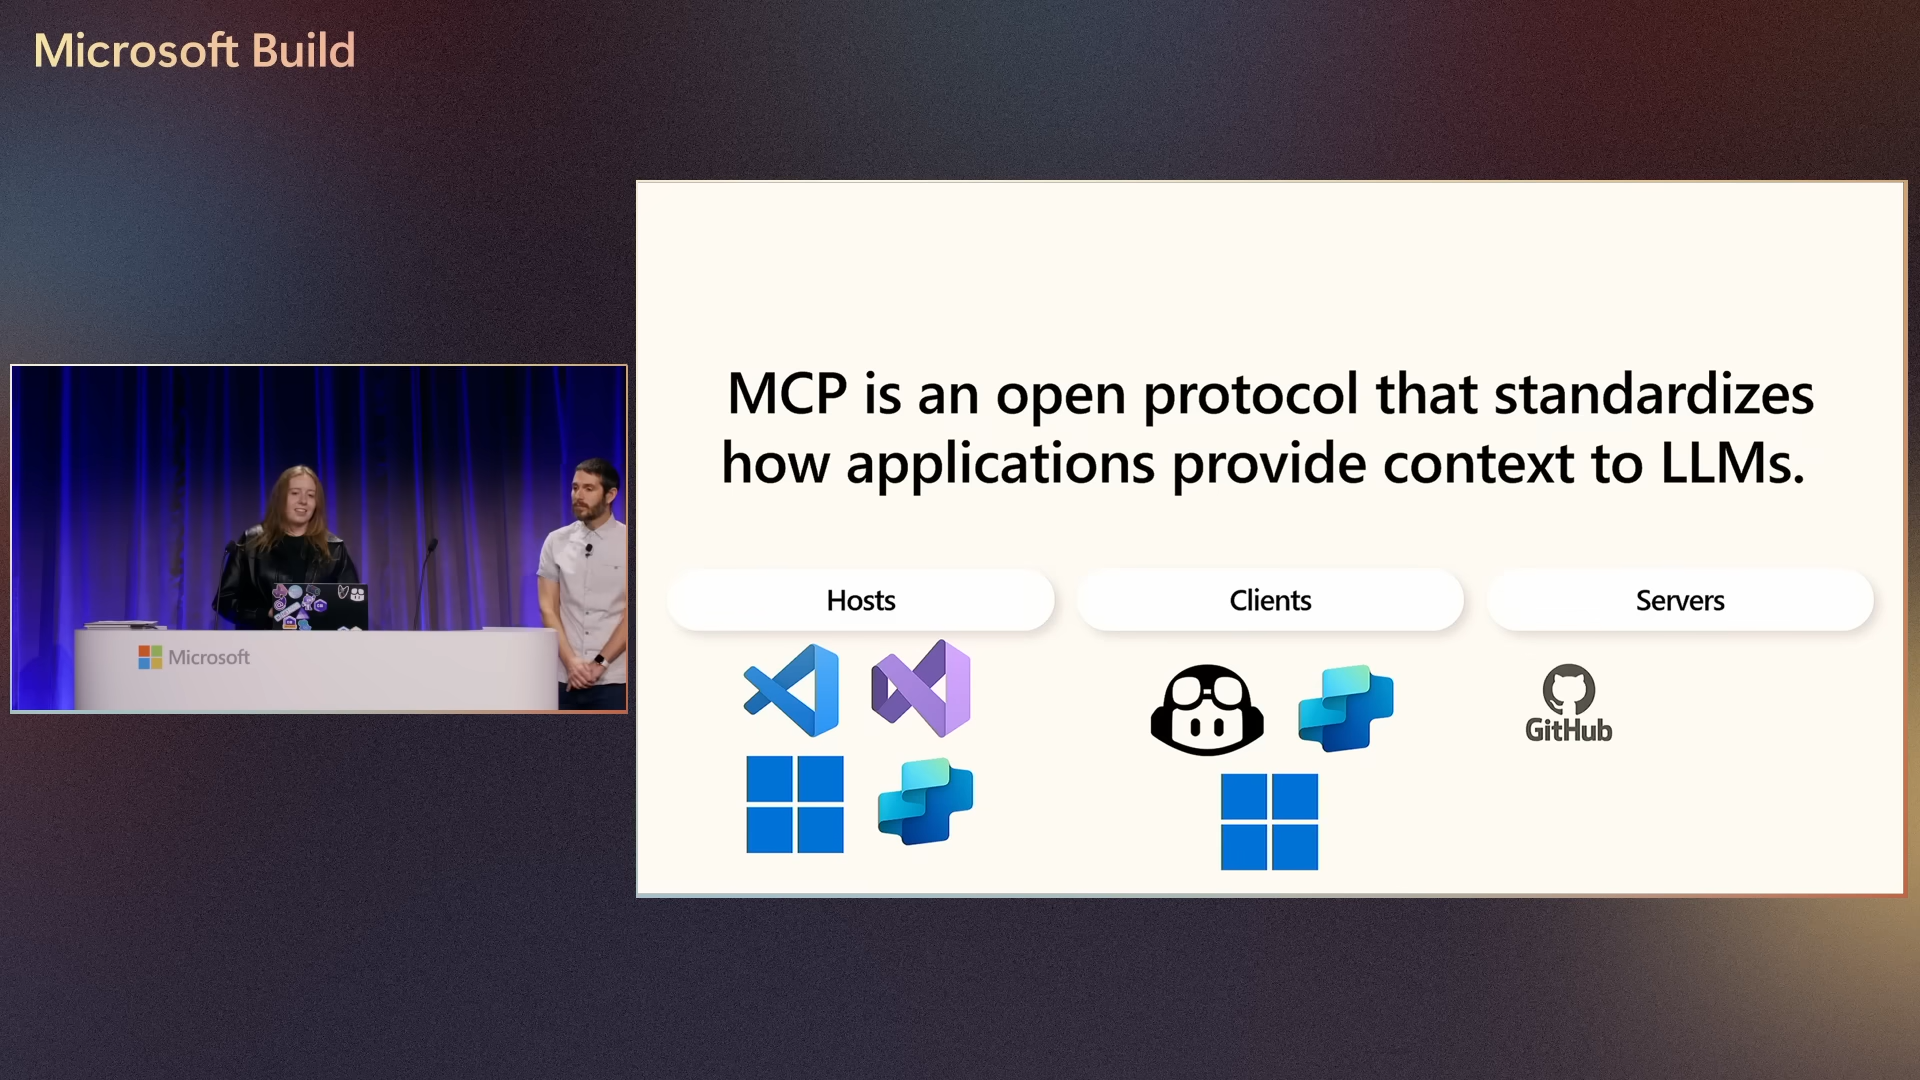 Microsoft Build
MCP is an open protocol that standardizes
how applications provide context to LLMs.
Hosts
Clients
Servers
GitHub
Microsoft